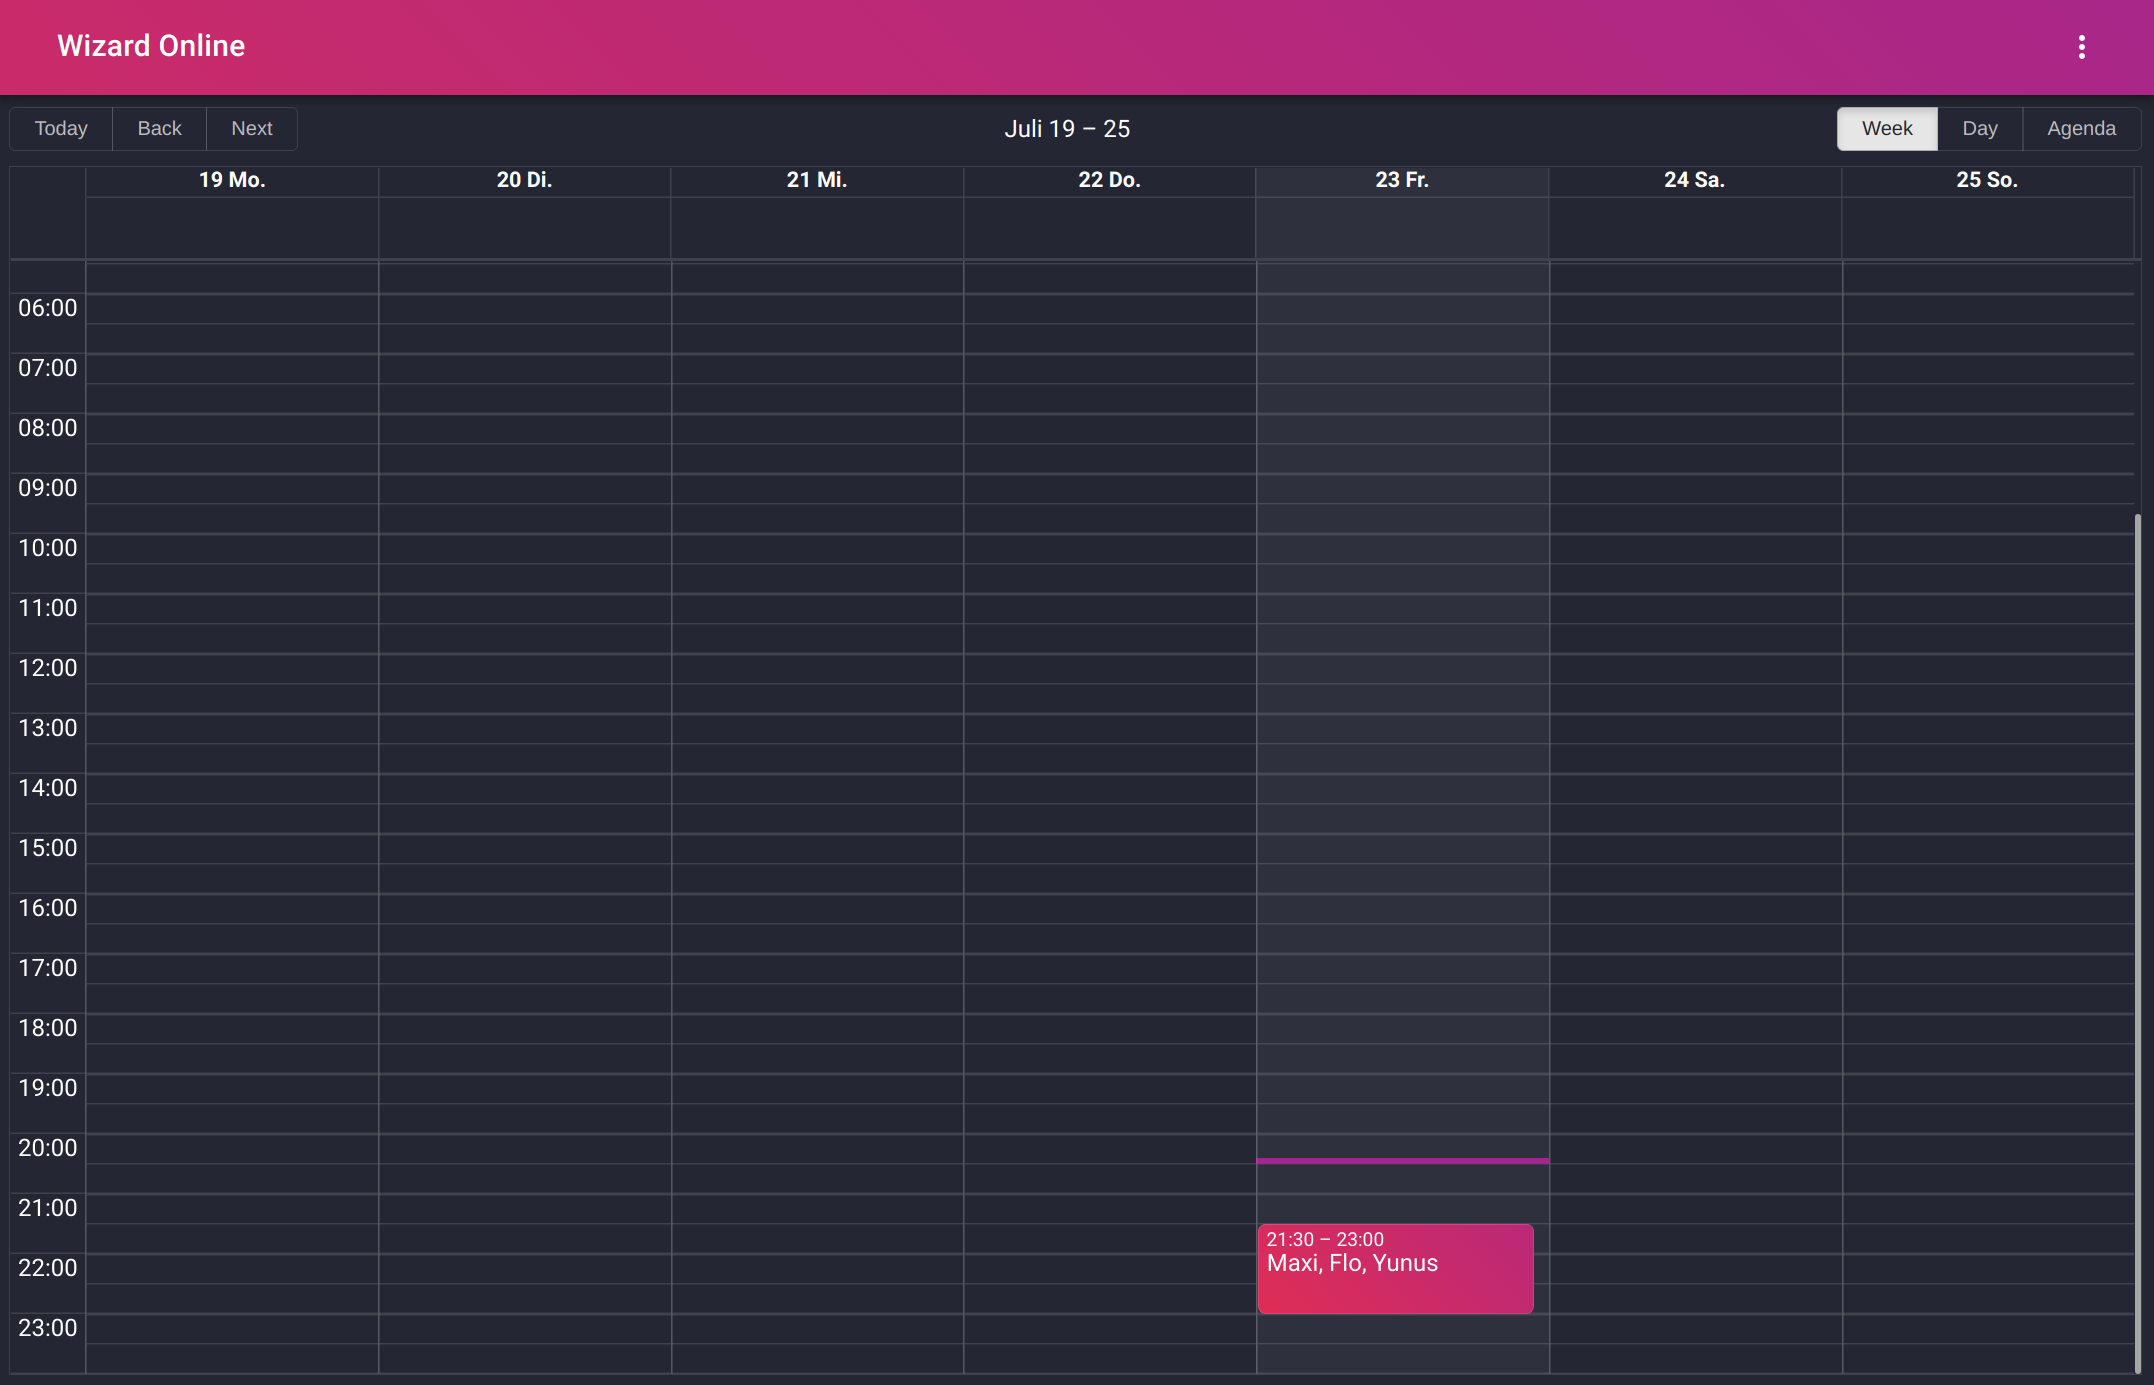 Wizard Online
Today Back Next
Juli 19 – 25
Week Day Agenda
19 Mo. 20 Di. 21 Mi. 22 Do. 23 Fr. 24 Sa. 25 So.
06:00
07:00
08:00
09:00
10:00
11:00
12:00
13:00
14:00
15:00
16:00
17:00
18:00
19:00
20:00
21:00
21:30 – 23:00
Maxi, Flo, Yunus
22:00
23:00